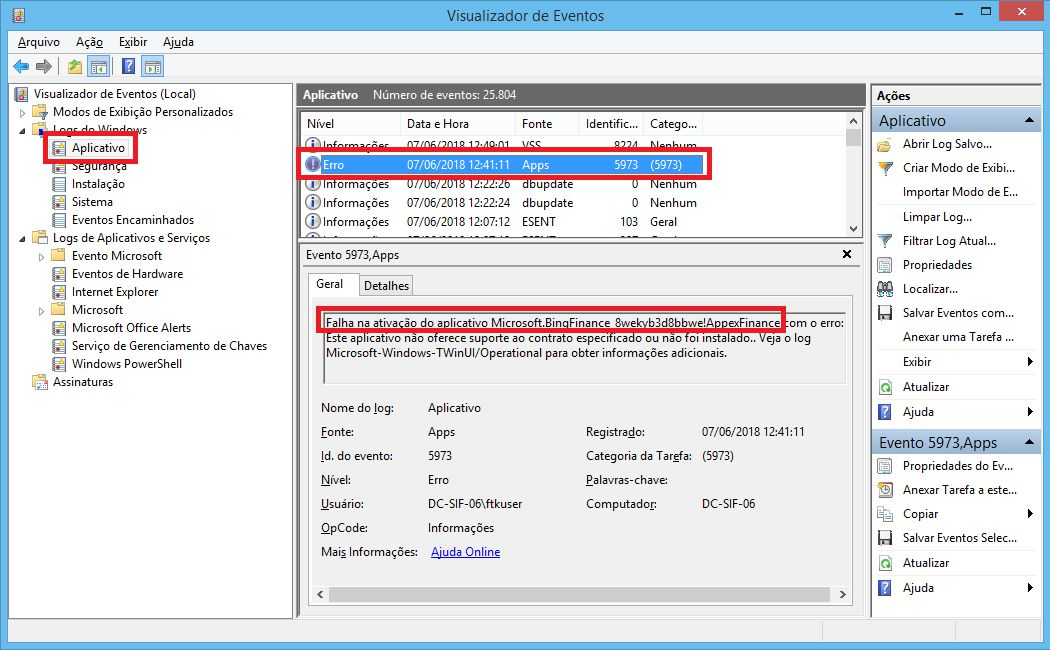 Visualizador de Eventos
Arquivo Ação Exibir Ajuda
Visualizador de Eventos (Local)
Modos de Exibição Personalizados
Logs do Windows
Aplicativo
Segurança
Instalação
Sistema
Eventos Encaminhados
Logs de Aplicativos e Serviços
Evento Microsoft
Eventos de Hardware
Internet Explorer
Microsoft
Microsoft Office Alerts
Serviço de Gerenciamento de Chaves
Windows PowerShell
Assinaturas
Aplicativo Número de eventos: 25.804
Nível Data e Hora Fonte Identific... Catego...
Informações 07/06/2018 12:49:01 VSS 8224 Nenhum
Erro 07/06/2018 12:41:11 Apps 5973 (5973)
Informações 07/06/2018 12:22:26 dbupdate 0 Nenhum
Informações 07/06/2018 12:22:24 dbupdate 0 Nenhum
Informações 07/06/2018 12:07:12 ESENT 103 Geral
Evento 5973,Apps
Geral Detalhes
Falha na ativação do aplicativo Microsoft.BingFinance_8wekyb3d8bbwe!AppexFinance com o erro:
Este aplicativo não oferece suporte ao contrato especificado ou não foi instalado.. Veja o log
Microsoft-Windows-TWinUI/Operational para obter informações adicionais.
Nome do log: Aplicativo
Fonte: Apps Registrado: 07/06/2018 12:41:11
Id. do evento: 5973 Categoria da Tarefa: (5973)
Nível: Erro Palavras-chave:
Usuário: DC-SIF-06\ftkuser Computador: DC-SIF-06
OpCode: Informações
Mais Informações: Ajuda Online
Ações
Aplicativo
Abrir Log Salvo...
Criar Modo de Exibi...
Importar Modo de E...
Limpar Log...
Filtrar Log Atual...
Propriedades
Localizar...
Salvar Eventos com...
Anexar uma Tarefa ...
Exibir
Atualizar
Ajuda
Evento 5973,Apps
Propriedades do Ev...
Anexar Tarefa a este...
Copiar
Salvar Eventos Selec...
Atualizar
Ajuda